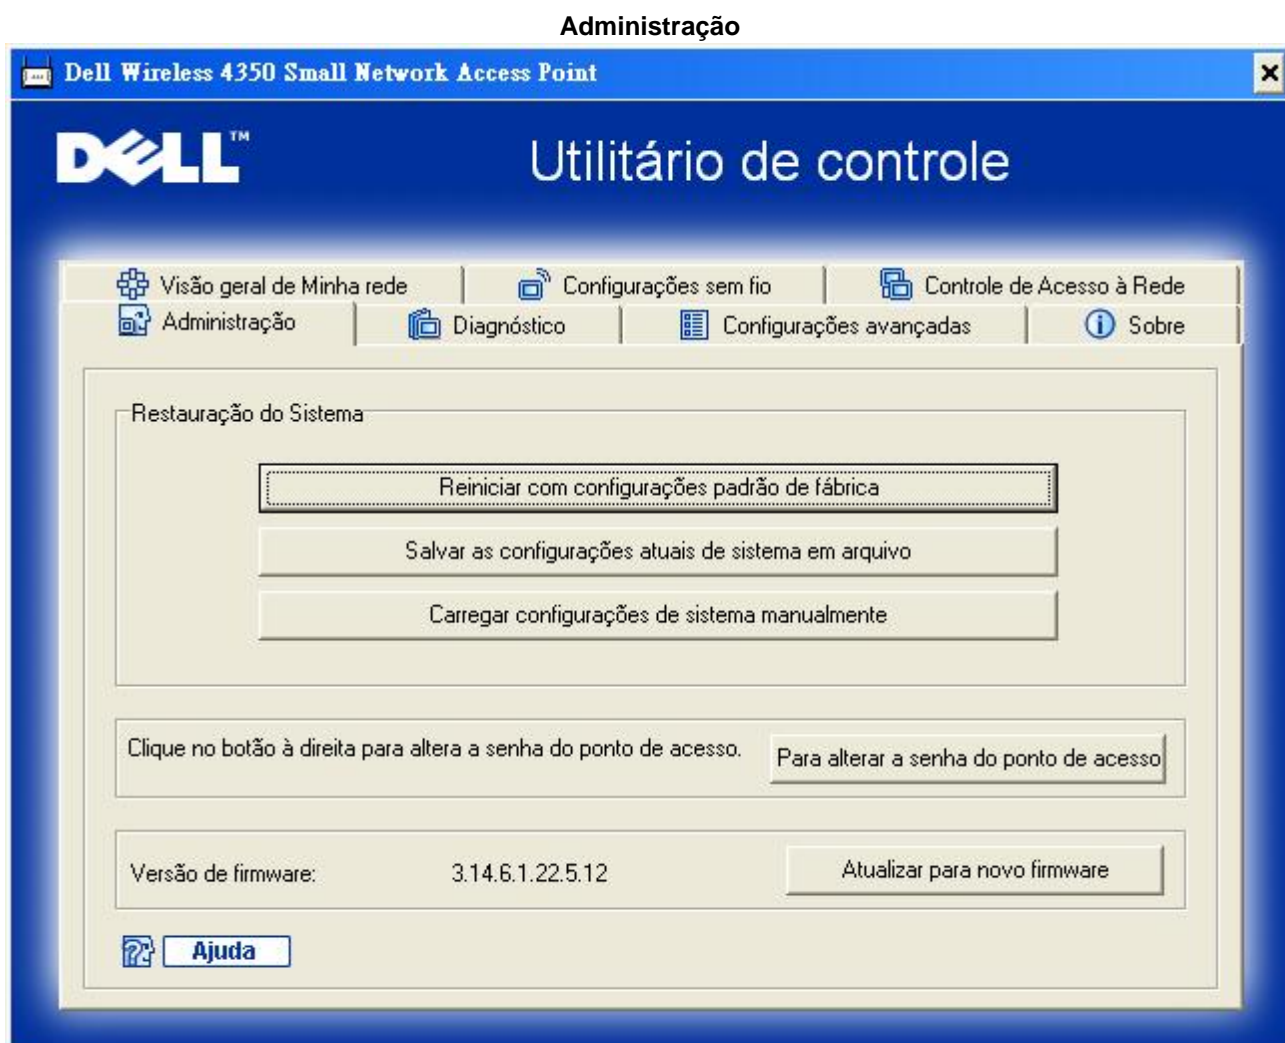 Administração
Dell Wireless 4350 Small Network Access Point
DELL™
Utilitário de controle
Visão geral de Minha rede
Configurações sem fio
Controle de Acesso à Rede
Administração
Diagnóstico
Configurações avançadas
Sobre
Restauração do Sistema
Reiniciar com configurações padrão de fábrica
Salvar as configurações atuais de sistema em arquivo
Carregar configurações de sistema manualmente
Clique no botão à direita para altera a senha do ponto de acesso.
Para alterar a senha do ponto de acesso
Versão de firmware:
3.14.6.1.22.5.12
Atualizar para novo firmware
Ajuda